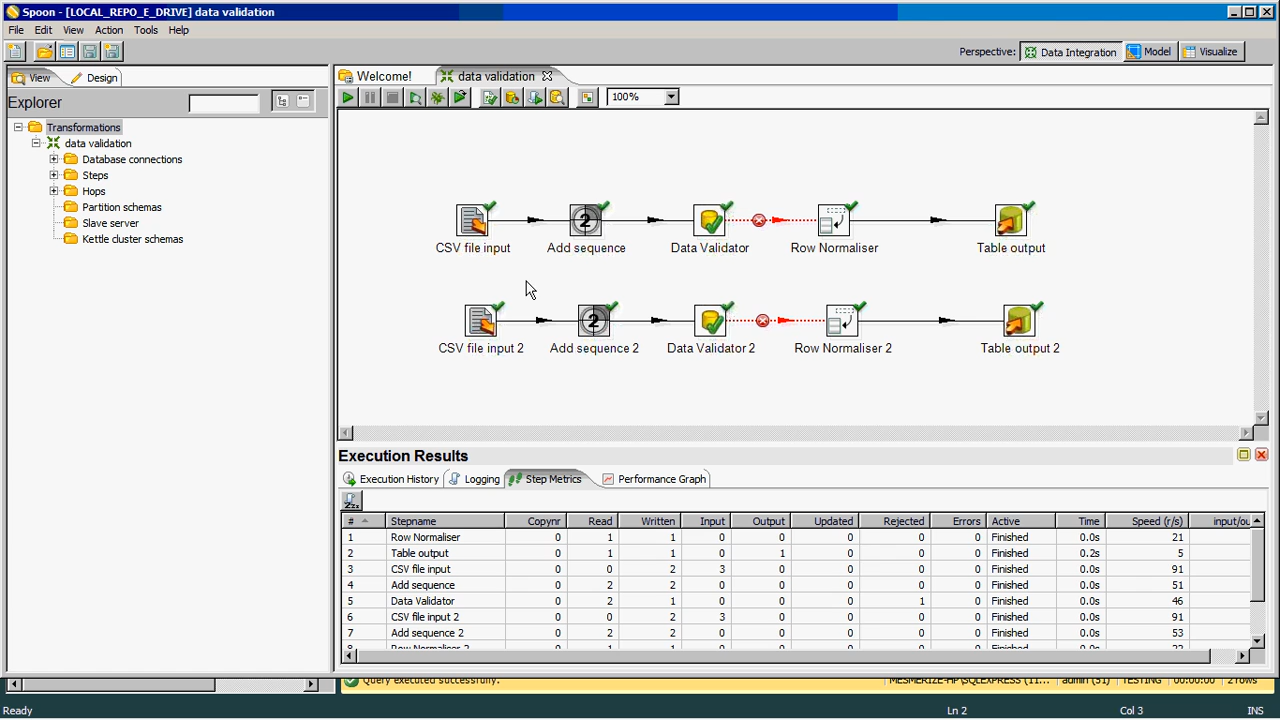 Spoon - [LOCAL_REPO_E_DRIVE] data validation
File Edit View Action Tools Help
Perspective: Data Integration Model Visualize
View Design
Welcome! data validation
Explorer
100%
Transformations
data validation
Database connections
Steps
Hops
Partition schemas
Slave server
Kettle cluster schemas
2
CSV file input Add sequence Data Validator Row Normaliser Table output
2
CSV file input 2 Add sequence 2 Data Validator 2 Row Normaliser 2 Table output 2
Execution Results
Execution History Logging Step Metrics Performance Graph
# Stepname Copynr Read Written Input Output Updated Rejected Errors Active Time Speed (r/s) input/ou
1 Row Normaliser 0 1 1 0 0 0 0 0 Finished 0.0s 21
2 Table output 0 1 1 0 1 0 0 0 Finished 0.2s 5
3 CSV file input 0 0 2 3 0 0 0 0 Finished 0.0s 91
4 Add sequence 0 2 2 0 0 0 0 0 Finished 0.0s 51
5 Data Validator 0 2 1 0 0 0 1 0 Finished 0.0s 46
6 CSV file input 2 0 0 2 3 0 0 0 0 Finished 0.0s 91
7 Add sequence 2 0 2 2 0 0 0 0 0 Finished 0.0s 53
Query executed successfully. admin (51) TESTING 00:00:00 2 rows
Ready Ln 2 Col 3 INS